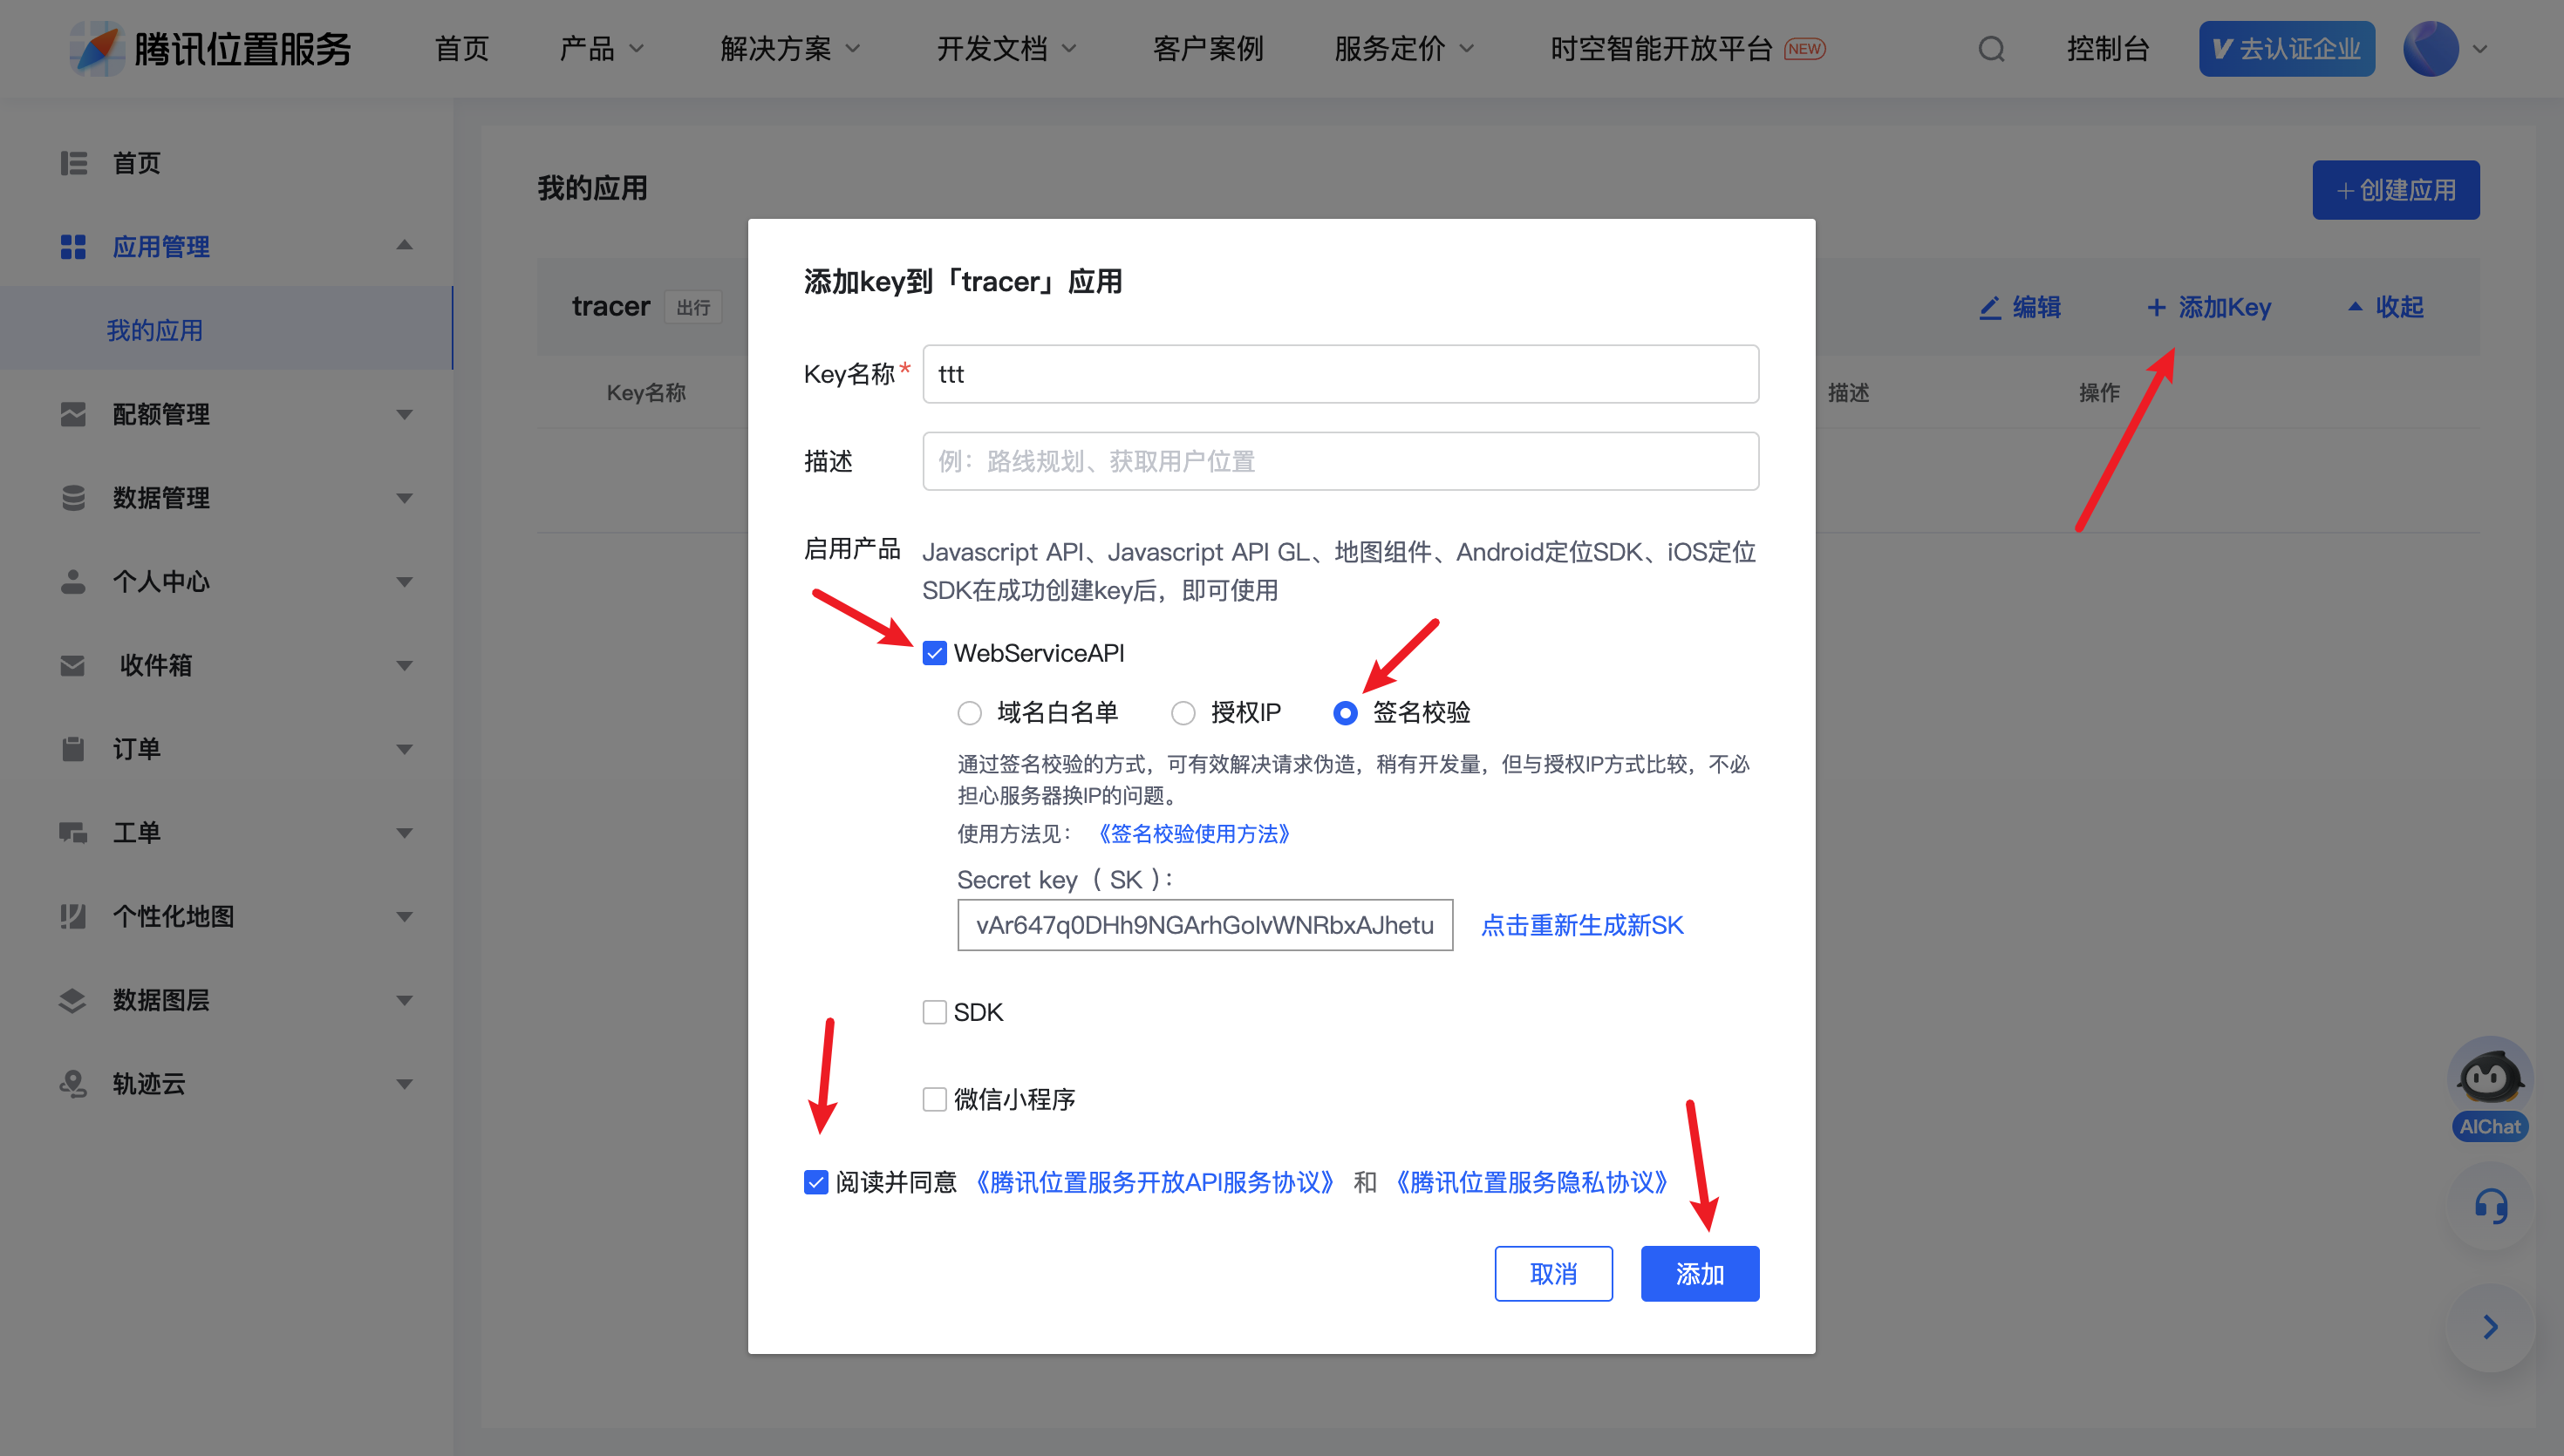 腾讯位置服务
首页
产品
解决方案
开发文档
客户案例
服务定价
时空智能开放平台 NEW
控制台
V 去认证企业
首页
应用管理
我的应用
配额管理
数据管理
个人中心
收件箱
订单
工单
个性化地图
数据图层
轨迹云
我的应用
+ 创建应用
tracer 出行
编辑
+ 添加Key
收起
Key名称
描述
操作
添加key到「tracer」应用
Key名称* ttt
描述 例：路线规划、获取用户位置
启用产品 Javascript API、Javascript API GL、地图组件、Android定位SDK、iOS定位
SDK在成功创建key后，即可使用
WebServiceAPI
域名白名单 授权IP 签名校验
通过签名校验的方式，可有效解决请求伪造，稍有开发量，但与授权IP方式比较，不必
担心服务器换IP的问题。
使用方法见：《签名校验使用方法》
Secret key（SK）：
vAr647q0DHh9NGArhGolvWNRbxAJhetu 点击重新生成新SK
SDK
微信小程序
阅读并同意 《腾讯位置服务开放API服务协议》 和 《腾讯位置服务隐私协议》
取消 添加
AIChat